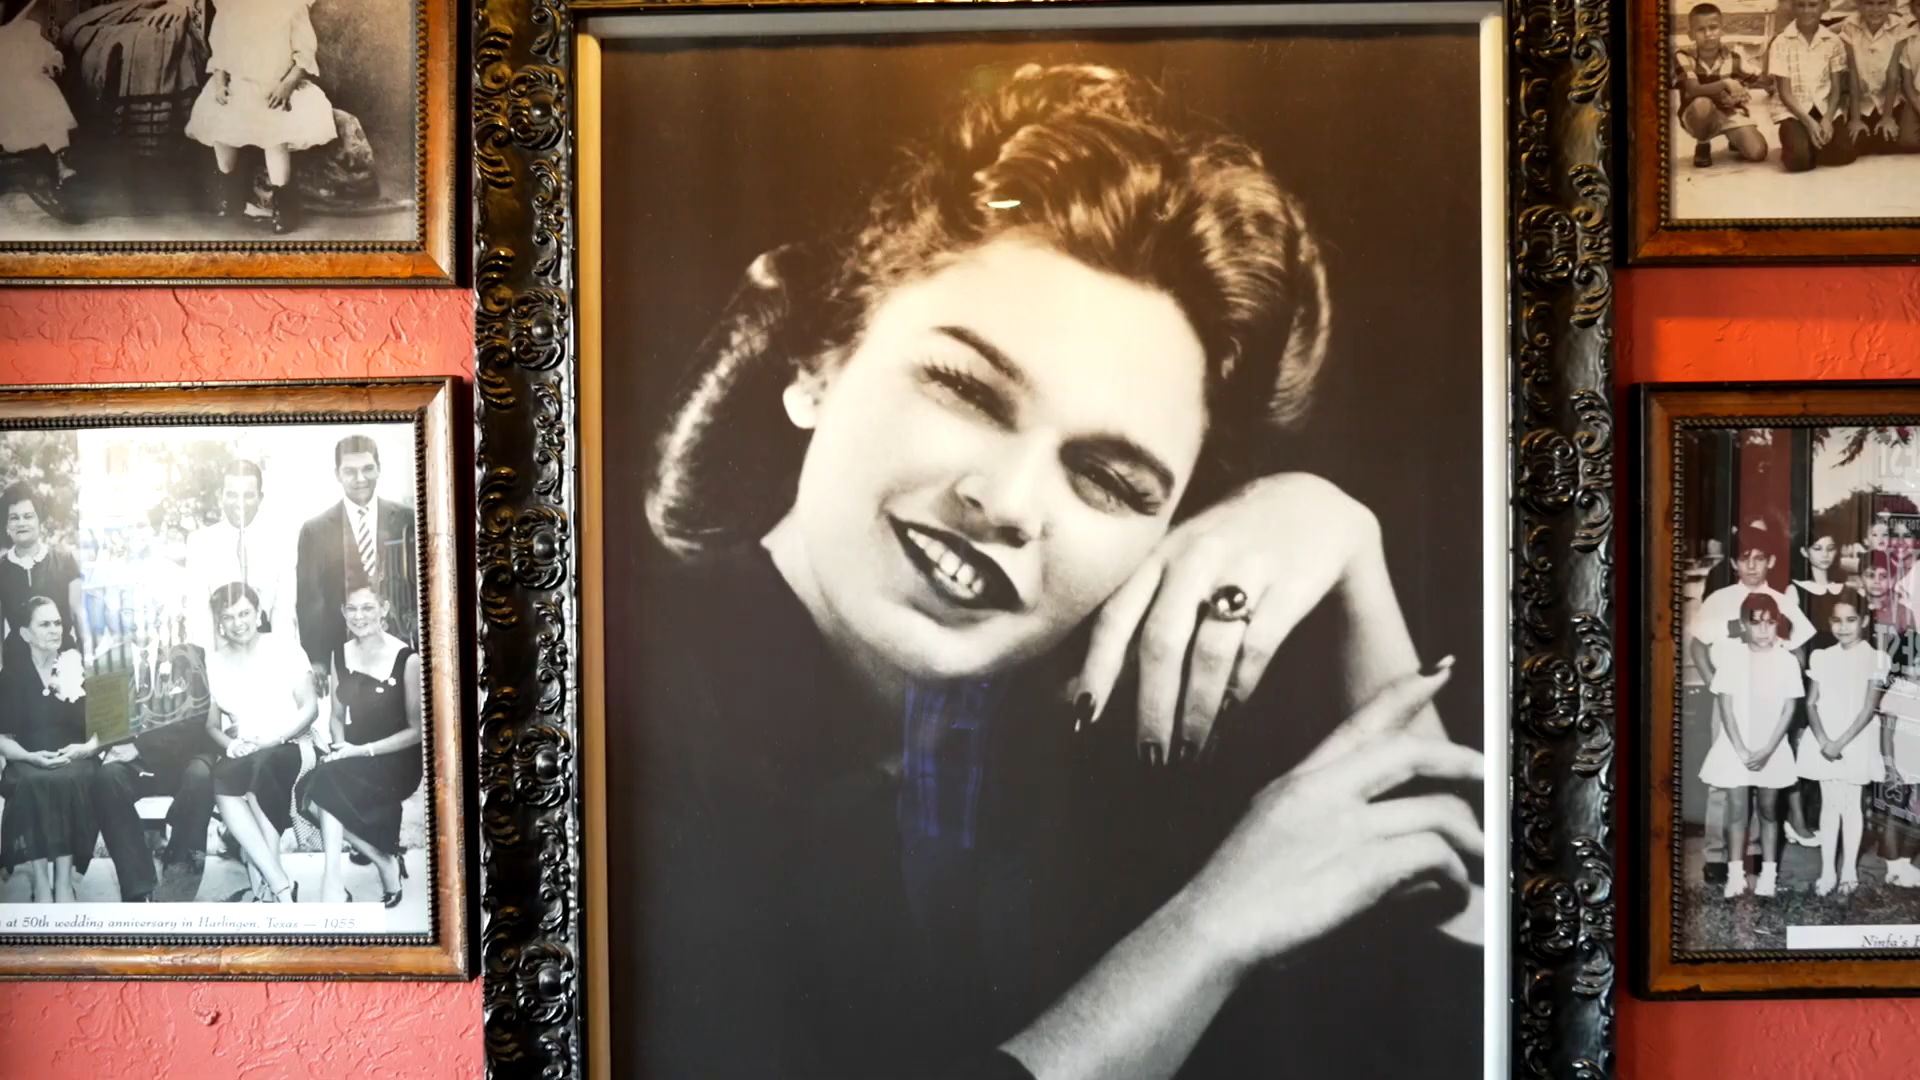 at 50th wedding anniversary in Harlingen, Texas — 1955
Ninfa's